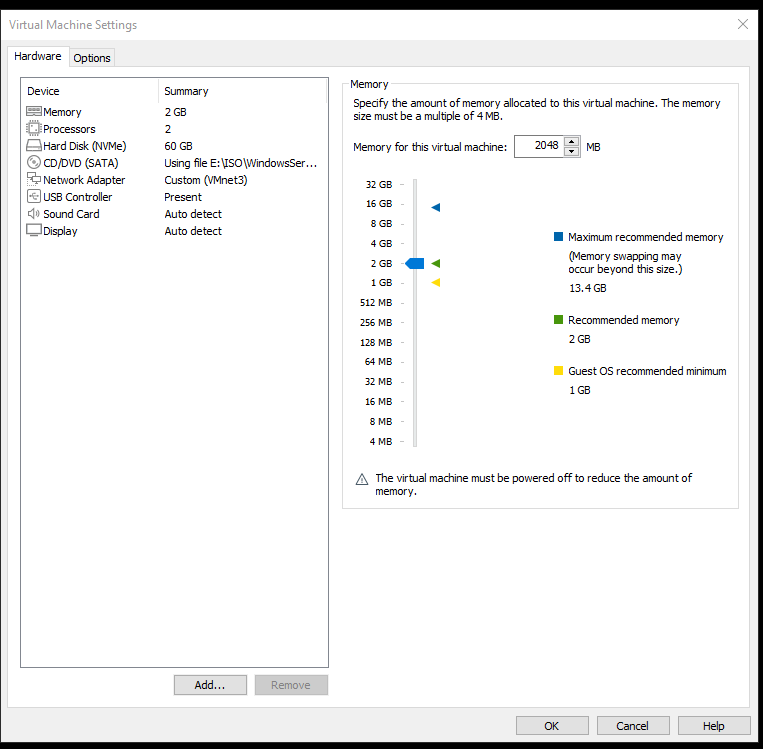 Virtual Machine Settings
Hardware
Options
Device Summary
Memory 2 GB
Processors 2
Hard Disk (NVMe) 60 GB
CD/DVD (SATA) Using file E:\ISO\WindowsSer...
Network Adapter Custom (VMnet3)
USB Controller Present
Sound Card Auto detect
Display Auto detect
Add...
Remove
Memory
Specify the amount of memory allocated to this virtual machine. The memory
size must be a multiple of 4 MB.
Memory for this virtual machine: 2048 MB
32 GB
16 GB
8 GB
4 GB
2 GB
1 GB
512 MB
256 MB
128 MB
64 MB
32 MB
16 MB
8 MB
4 MB
Maximum recommended memory
(Memory swapping may
occur beyond this size.)
13.4 GB
Recommended memory
2 GB
Guest OS recommended minimum
1 GB
The virtual machine must be powered off to reduce the amount of
memory.
OK
Cancel
Help